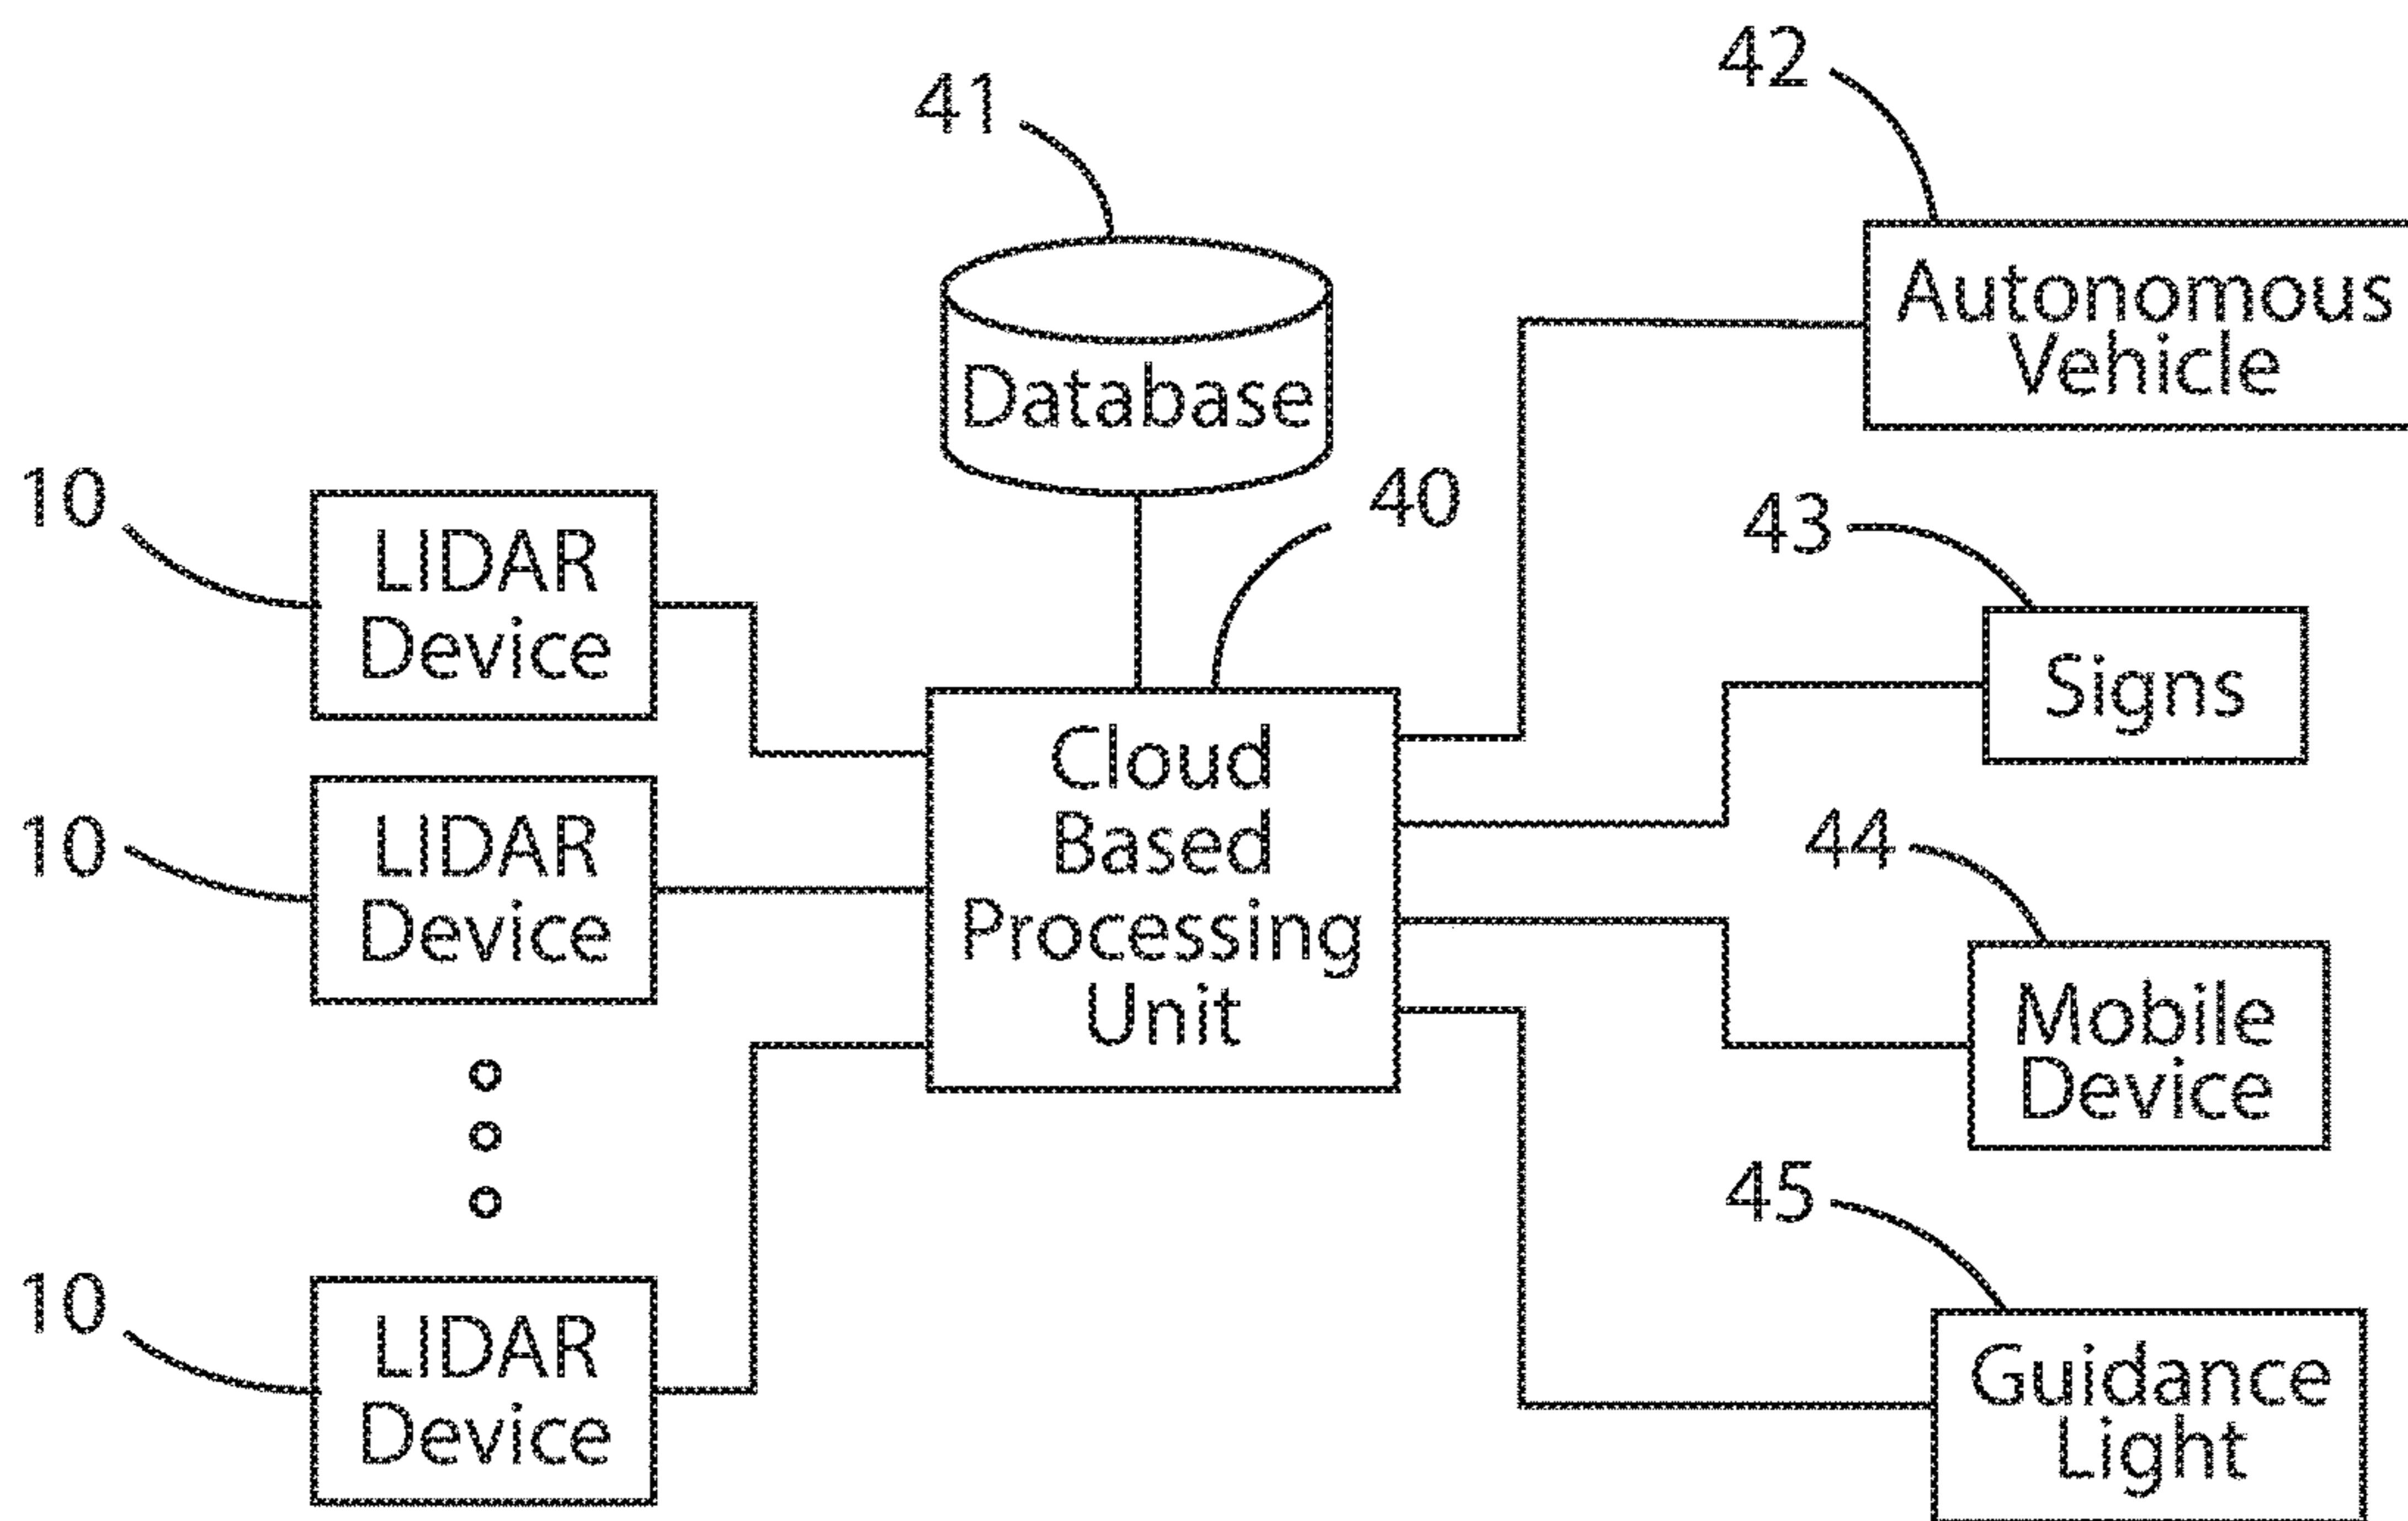 42
41
Autonomous
Vehicle
Database
10
40
43
LIDAR
Device
Signs
Cloud
Based
Processing
Unit
10
LIDAR
Device
44
Mobile
Device
45
10
LIDAR
Device
Guidance
Light